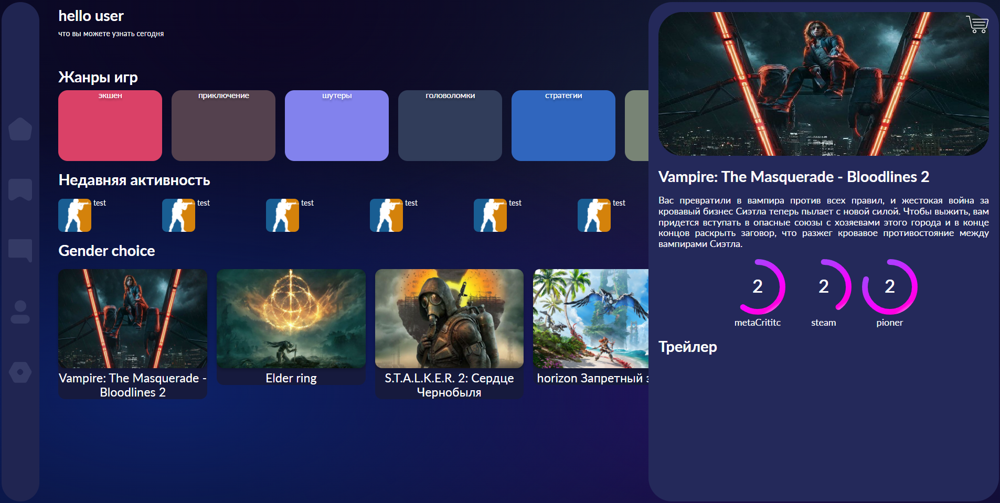 hello user
что вы можете узнать сегодня
Жанры игр
экшен
приключение
шутеры
головоломки
стратегии
Недавняя активность
test
test
test
test
test
test
Gender choice
Vampire: The Masquerade -
Bloodlines 2
Elder ring
S.T.A.L.K.E.R. 2: Сердце
Чернобыля
horizon Запретный
Vampire: The Masquerade - Bloodlines 2
Вас превратили в вампира против всех правил, и жестокая война за
кровавый бизнес Сиэтла теперь пылает с новой силой. Чтобы выжить, вам
придется вступать в опасные союзы с хозяевами этого города и в конце
концов раскрыть заговор, что разжег кровавое противостояние между
вампирами Сиэтла.
2
2
2
metaCrititc
steam
pioner
Трейлер